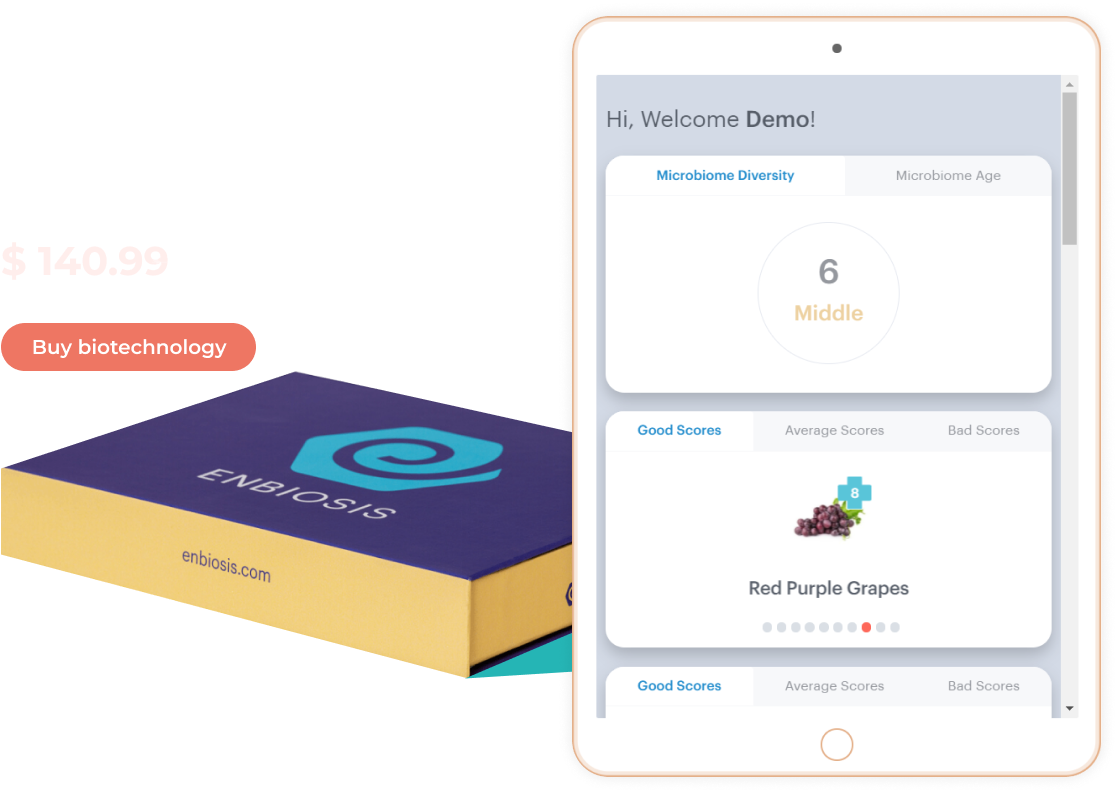 $ 140.99
Buy biotechnology
ENBIOSIS
enbiosis.com
Hi, Welcome Demo!
Microbiome Diversity
Microbiome Age
6
Middle
Good Scores
Average Scores
Bad Scores
8
Red Purple Grapes
Good Scores
Average Scores
Bad Scores